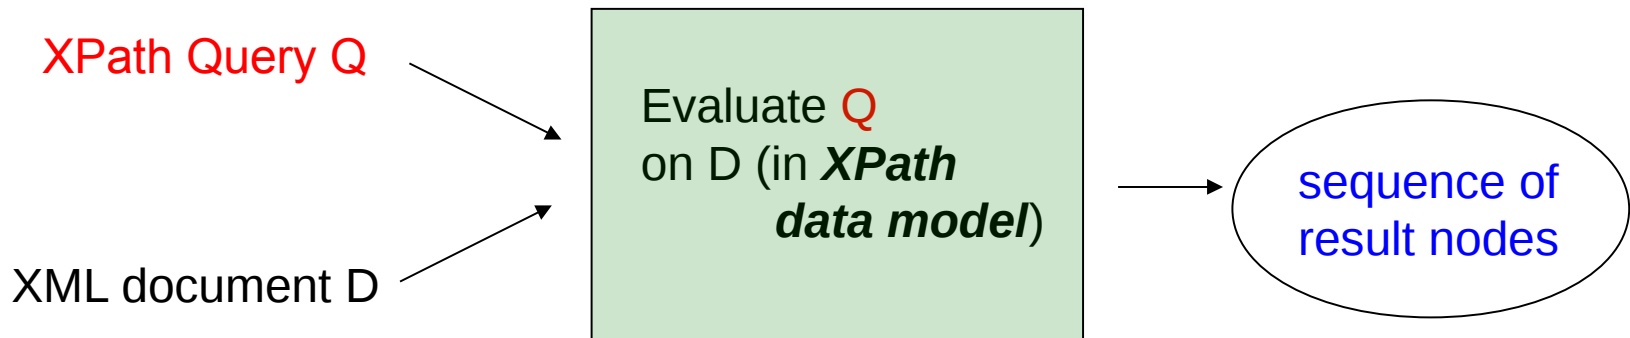 XPath Query Q
XML document D
Evaluate Q
on D (in XPath
data model)
sequence of
result nodes